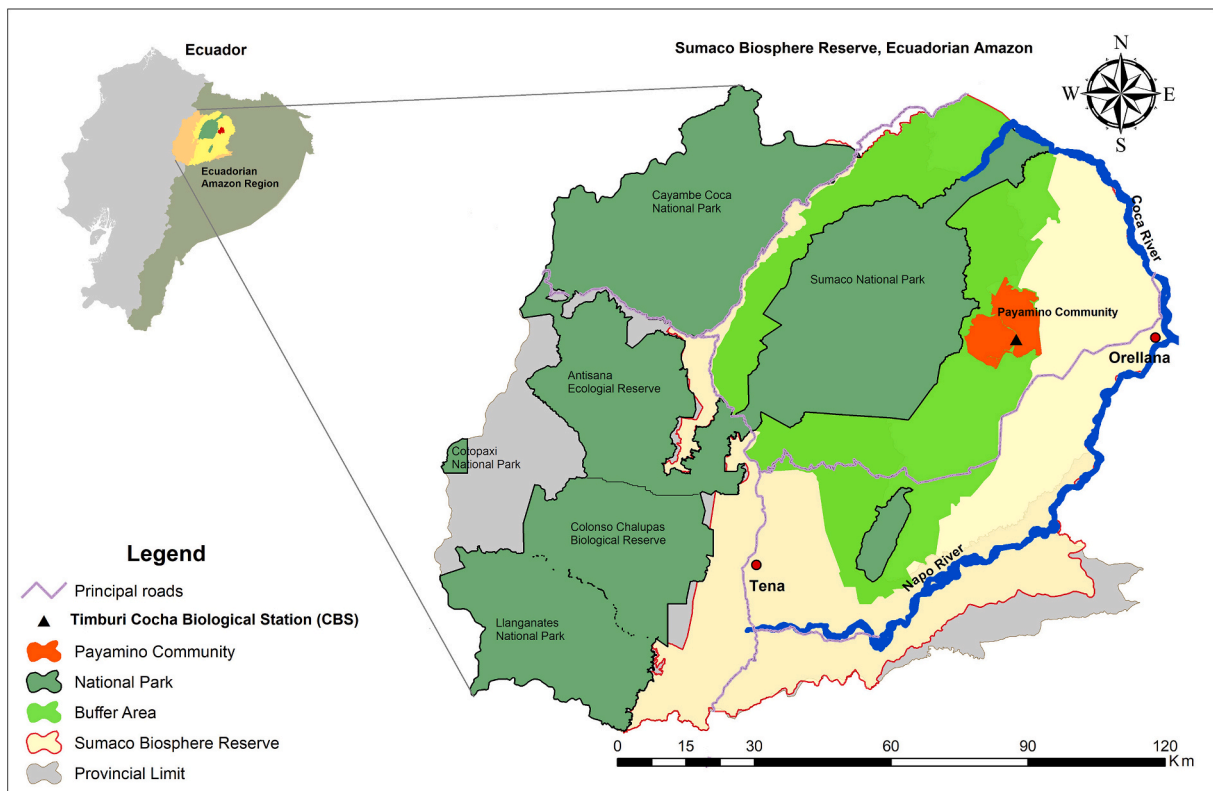 Ecuador
Ecuadorian
Amazon Region
Sumaco Biosphere Reserve, Ecuadorian Amazon
N
W
E
S
Cayambe Coca
National Park
Coca River
Sumaco National Park
Payamino Community
Orellana
Antisana
Ecologial Reserve
Cotopaxi
National Park
Colonso Chalupas
Biological Reserve
Napo River
Tena
Llanganates
National Park
Legend
Principal roads
Timburi Cocha Biological Station (CBS)
Payamino Community
National Park
Buffer Area
Sumaco Biosphere Reserve
Provincial Limit
0 15 30 60 90 120
Km